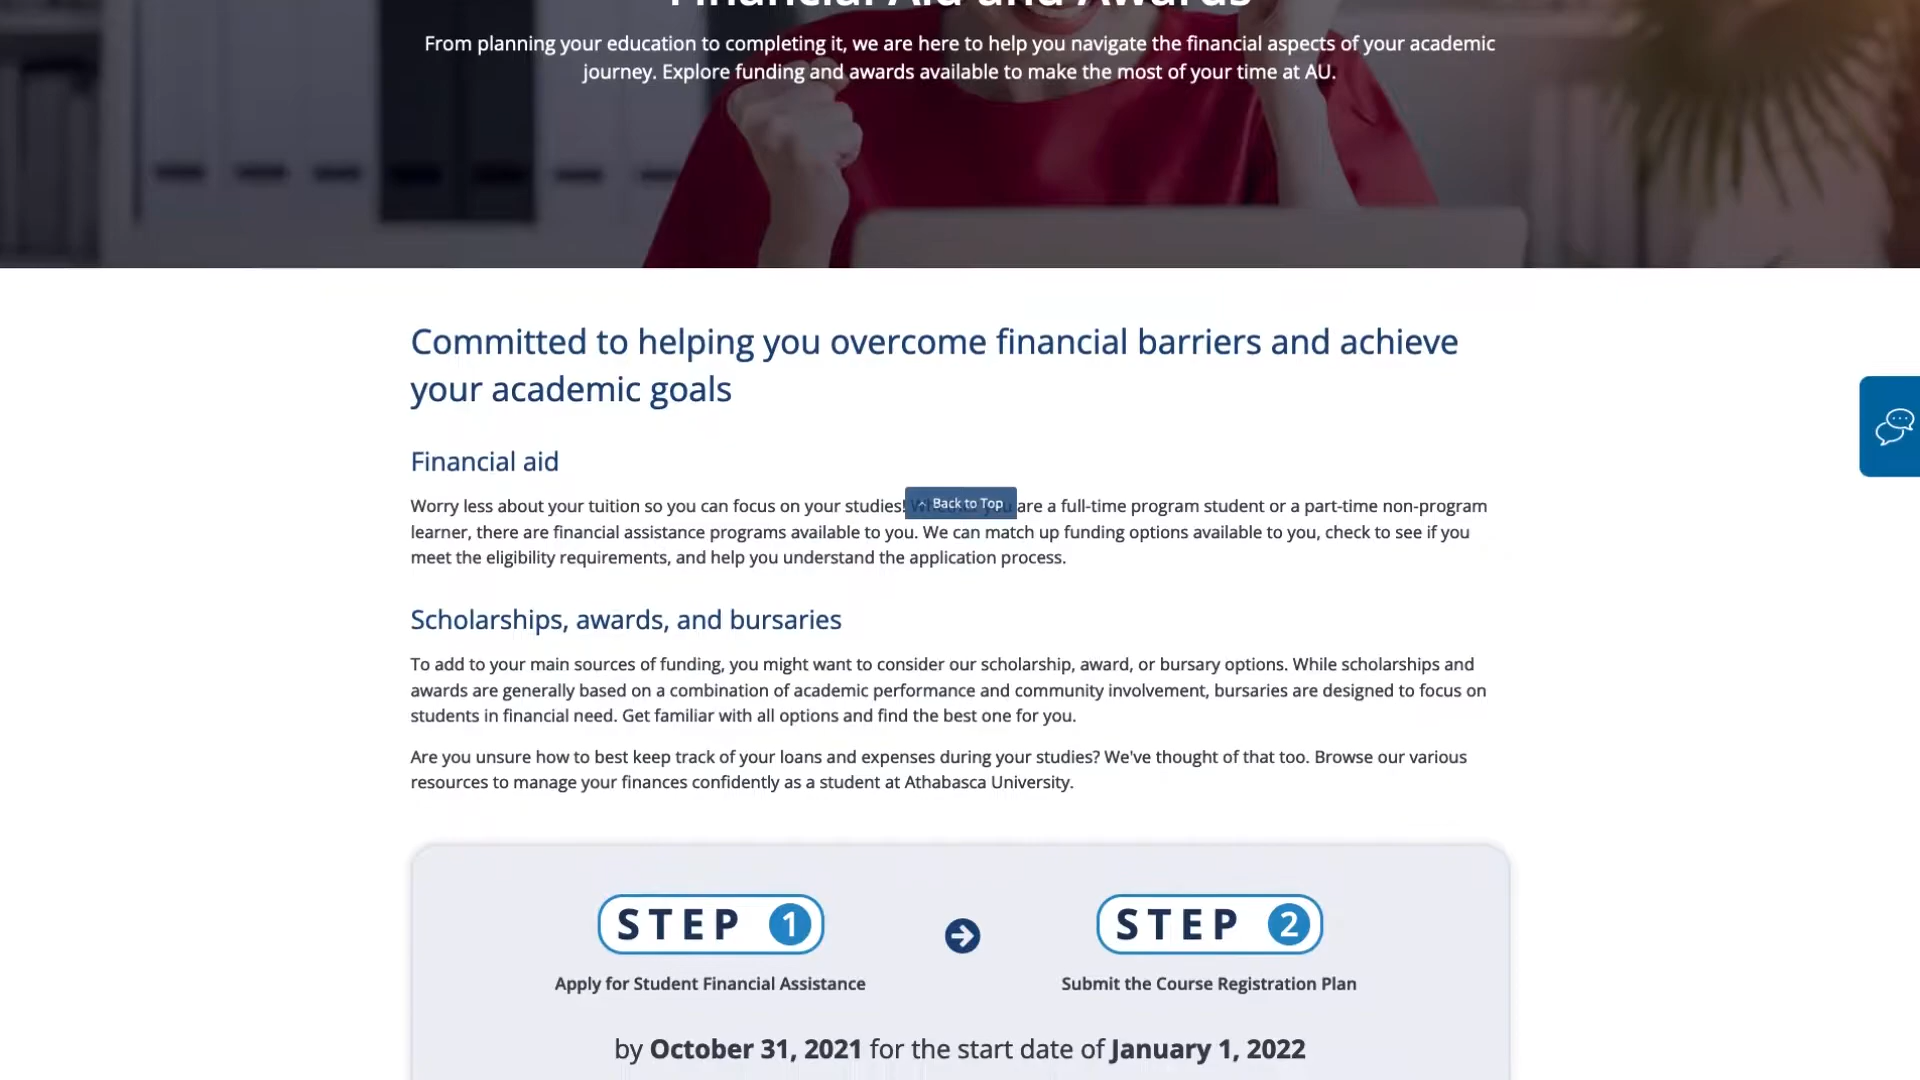 Financial Aid and Awards
From planning your education to completing it, we are here to help you navigate the financial aspects of your academic
journey. Explore funding and awards available to make the most of your time at AU.
Committed to helping you overcome financial barriers and achieve
your academic goals
Financial aid
Worry less about your tuition so you can focus on your studies! Whether you are a full-time program student or a part-time non-program
Back to Top
learner, there are financial assistance programs available to you. We can match up funding options available to you, check to see if you
meet the eligibility requirements, and help you understand the application process.
Scholarships, awards, and bursaries
To add to your main sources of funding, you might want to consider our scholarship, award, or bursary options. While scholarships and
awards are generally based on a combination of academic performance and community involvement, bursaries are designed to focus on
students in financial need. Get familiar with all options and find the best one for you.
Are you unsure how to best keep track of your loans and expenses during your studies? We've thought of that too. Browse our various
resources to manage your finances confidently as a student at Athabasca University.
STEP 1
STEP 2
Apply for Student Financial Assistance
Submit the Course Registration Plan
by October 31, 2021 for the start date of January 1, 2022